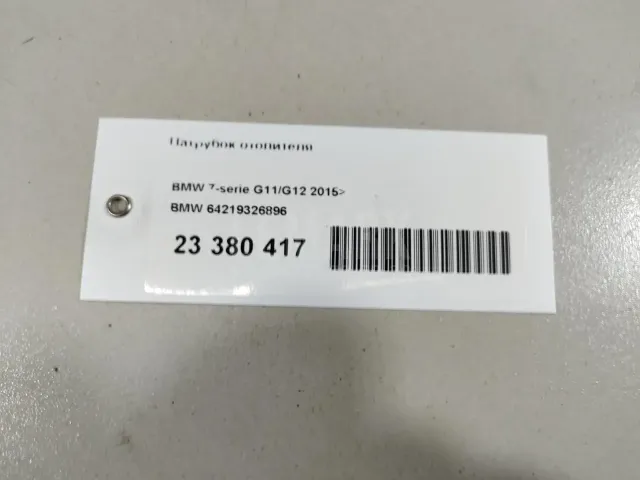 Патрубок отопителя
BMW 7-serie G11/G12 2015>
BMW 64219326896
23 380 417